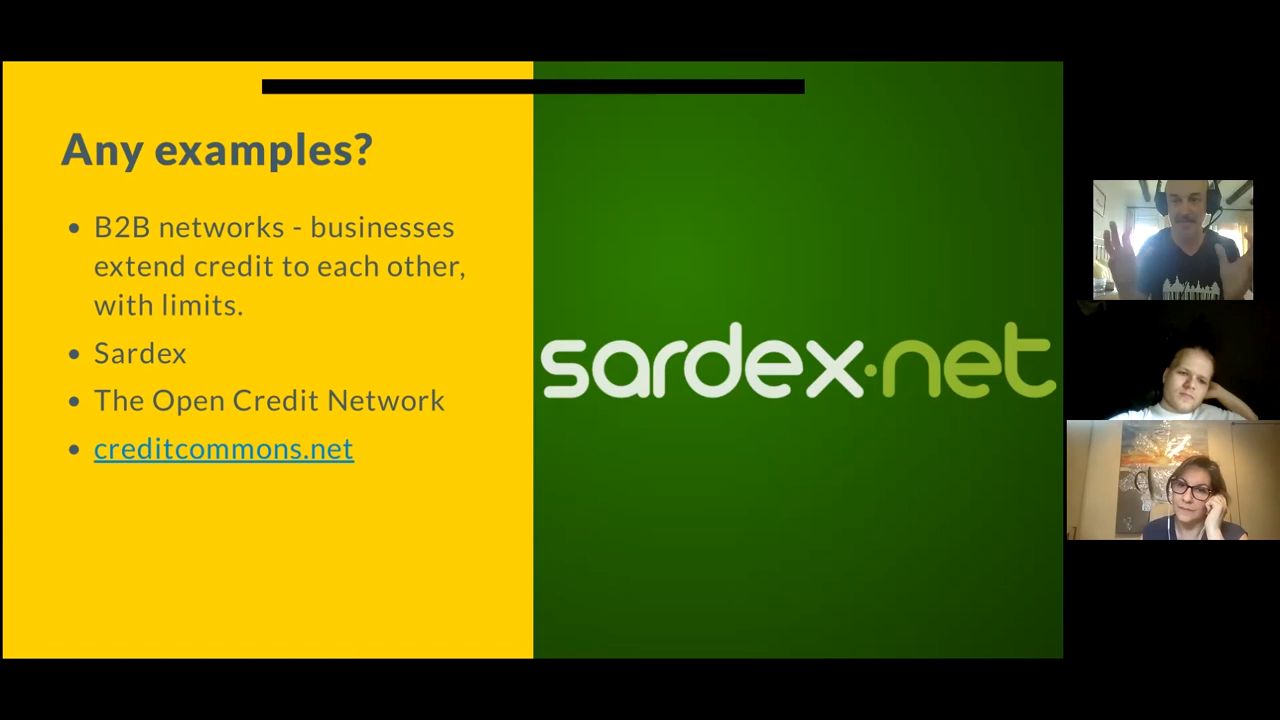 Any examples?
B2B networks - businesses
extend credit to each other,
with limits.
Sardex
The Open Credit Network
creditcommons.net
sardex.net